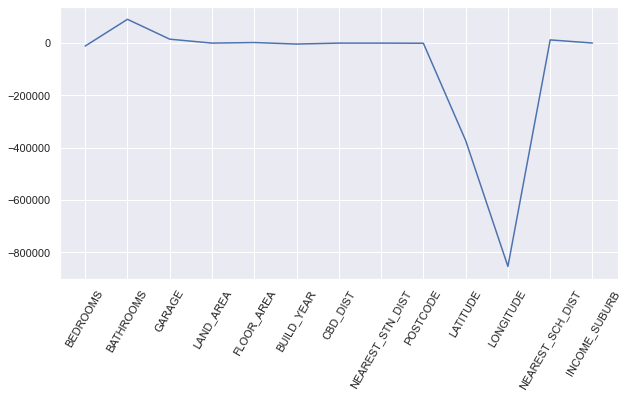 0
−200000
−400000
−600000
−800000
BEDROOMS
BATHROOMS
GARAGE
LAND_AREA
FLOOR_AREA
BUILD_YEAR
CBD_DIST
NEAREST_STN_DIST
POSTCODE
LATITUDE
LONGITUDE
NEAREST_SCH_DIST
INCOME_SUBURB